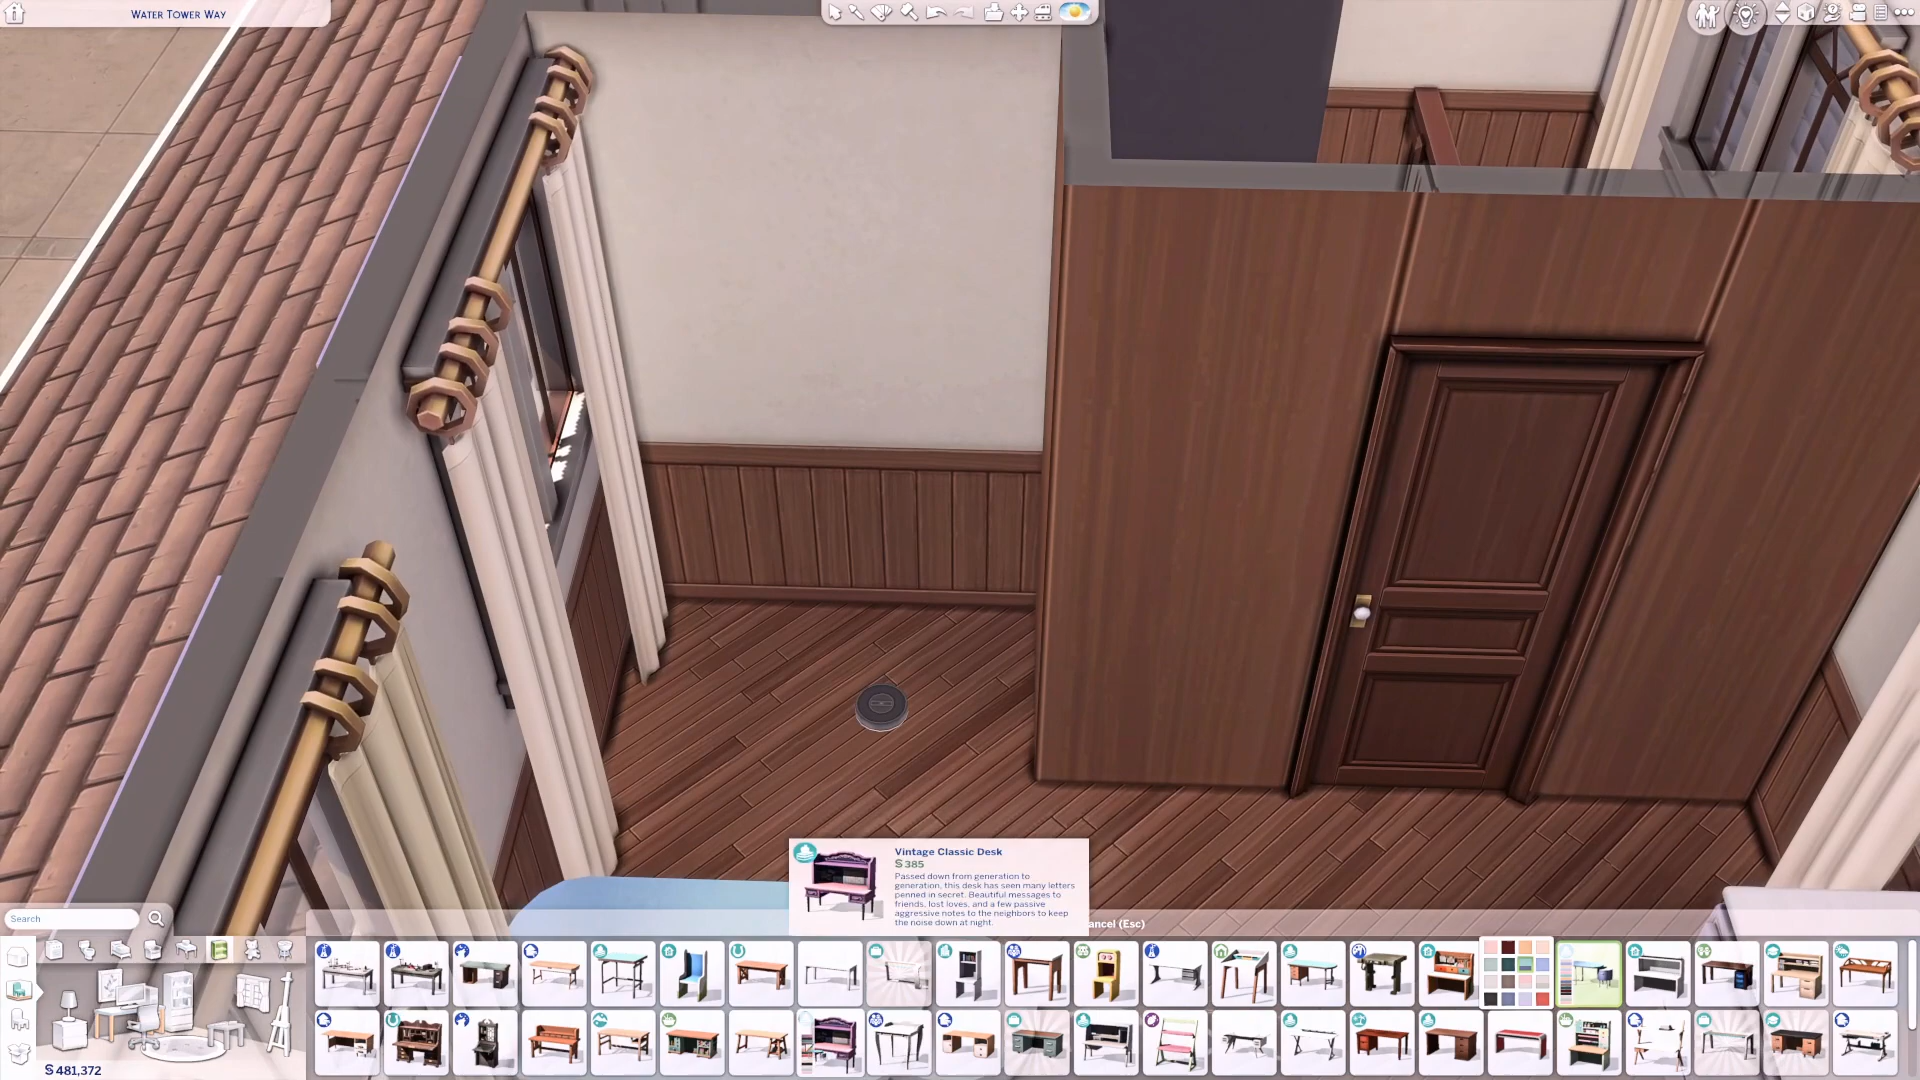 Water Tower Way
Vintage Classic Desk
§385
Passed down from generation to
generation, this desk has seen many letters
penned in secret. Beautiful messages to
friends, lost loves, and a few passive
aggressive notes to the neighbors to keep
the noise down at night.
ancel (Esc)
Search
§481,372